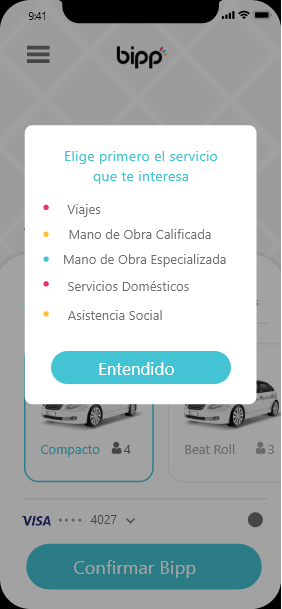 9:41
bipp
Elige primero el servicio
que te interesa
Viajes
Mano de Obra Calificada
Mano de Obra Especializada
Servicios Domésticos
Asistencia Social
Entendido
Compacto 4
Beat Roll 3
VISA •••• 4027
Confirmar Bipp